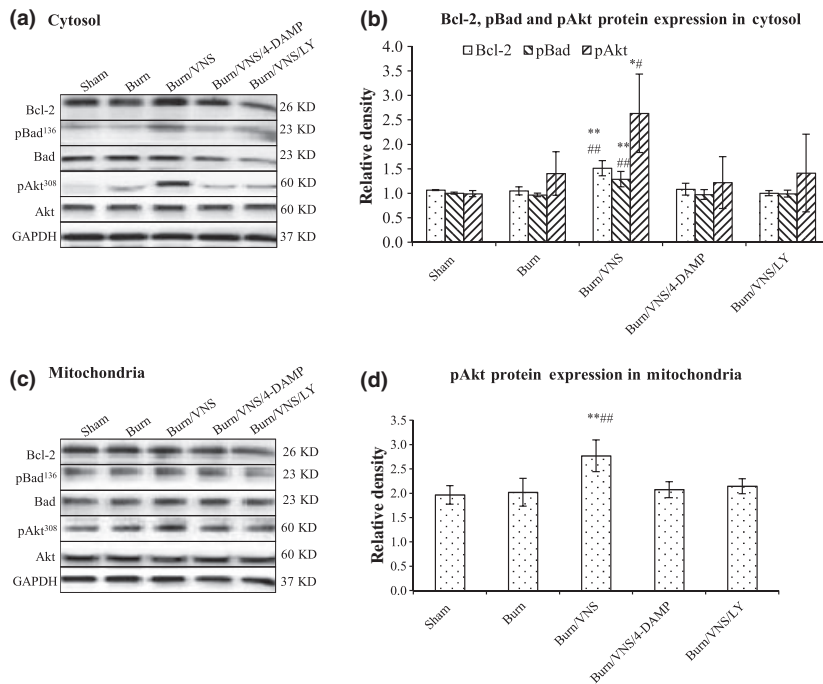 (a) Cytosol
Sham
Burn
Burn/VNS
Burn/VNS/4-DAMP
Burn/VNS/LY
Bcl-2
26 KD
pBad¹³⁶
23 KD
Bad
23 KD
pAkt³⁰⁸
60 KD
Akt
60 KD
GAPDH
37 KD
(b) Bcl-2, pBad and pAkt protein expression in cytosol
Relative density
4.0
3.5
3.0
2.5
2.0
1.5
1.0
0.5
0.0
Bcl-2 pBad pAkt
*#
**
##
**
##
Sham
Burn
Burn/VNS
Burn/VNS/4-DAMP
Burn/VNS/LY
(c) Mitochondria
Sham
Burn
Burn/VNS
Burn/VNS/4-DAMP
Burn/VNS/LY
Bcl-2
26 KD
pBad¹³⁶
23 KD
Bad
23 KD
pAkt³⁰⁸
60 KD
Akt
60 KD
GAPDH
37 KD
(d) pAkt protein expression in mitochondria
Relative density
3.5
3.0
2.5
2.0
1.5
1.0
0.5
0.0
**##
Sham
Burn
Burn/VNS
Burn/VNS/4-DAMP
Burn/VNS/LY